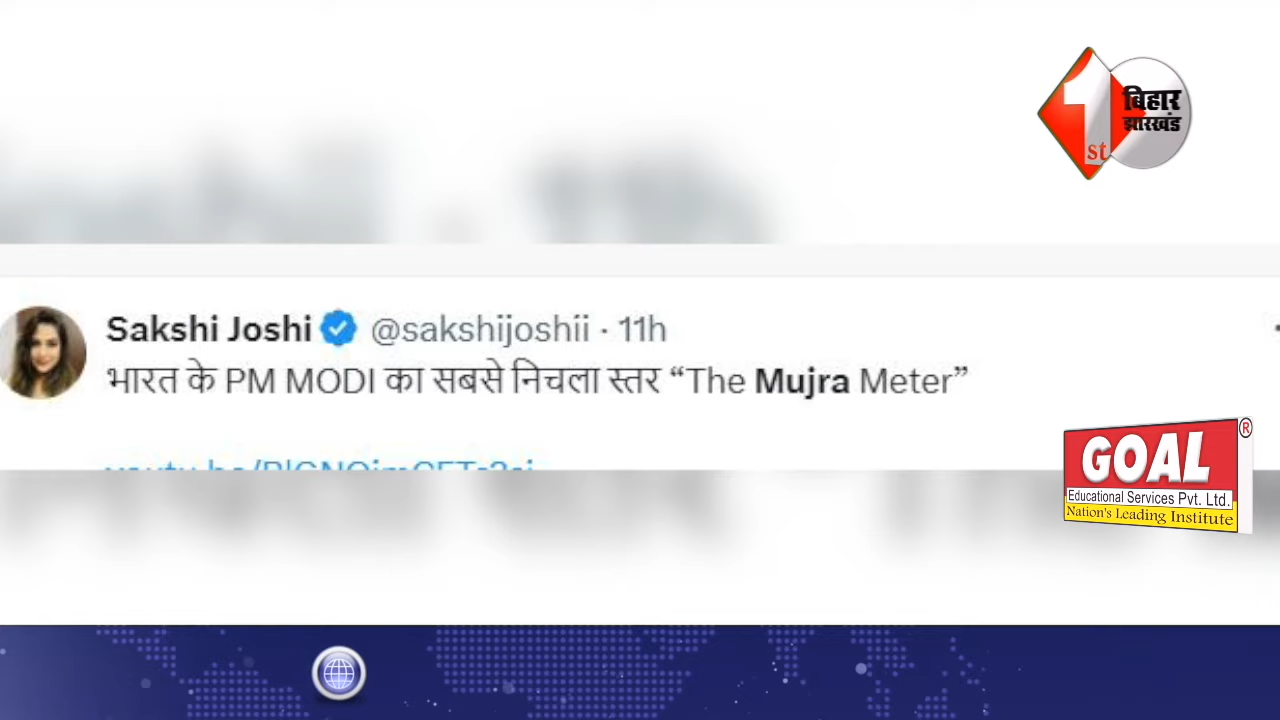 1st
बिहार
झारखंड
Sakshi Joshi @sakshijoshii · 11h
भारत के PM MODI का सबसे निचला स्तर “The Mujra Meter”
GOAL ®
Educational Services Pvt. Ltd.
Nation's Leading Institute